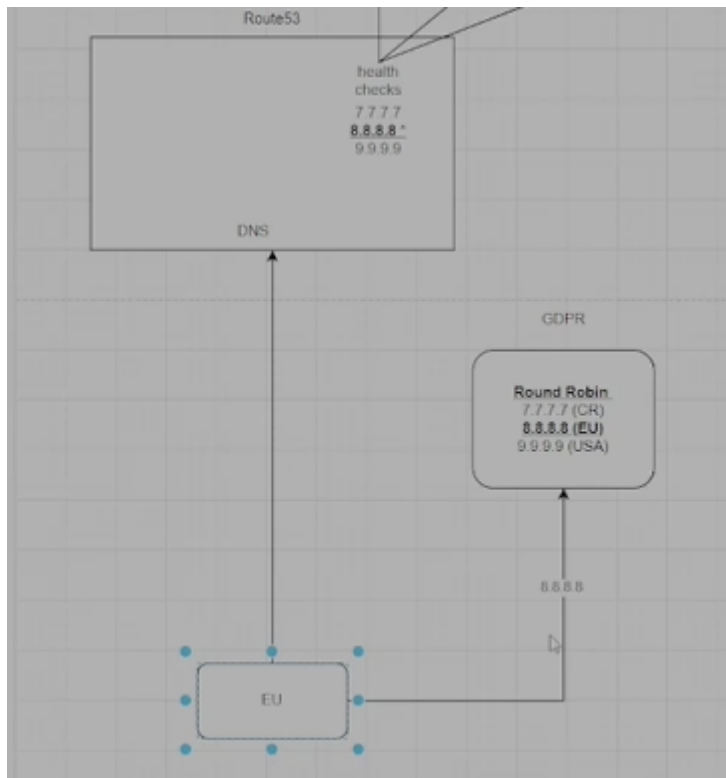 Route53
health
checks
7.7.7.7
8.8.8.8 *
9.9.9.9
DNS
GDPR
Round Robin
7.7.7.7 (CR)
8.8.8.8 (EU)
9.9.9.9 (USA)
8.8.8.8
EU